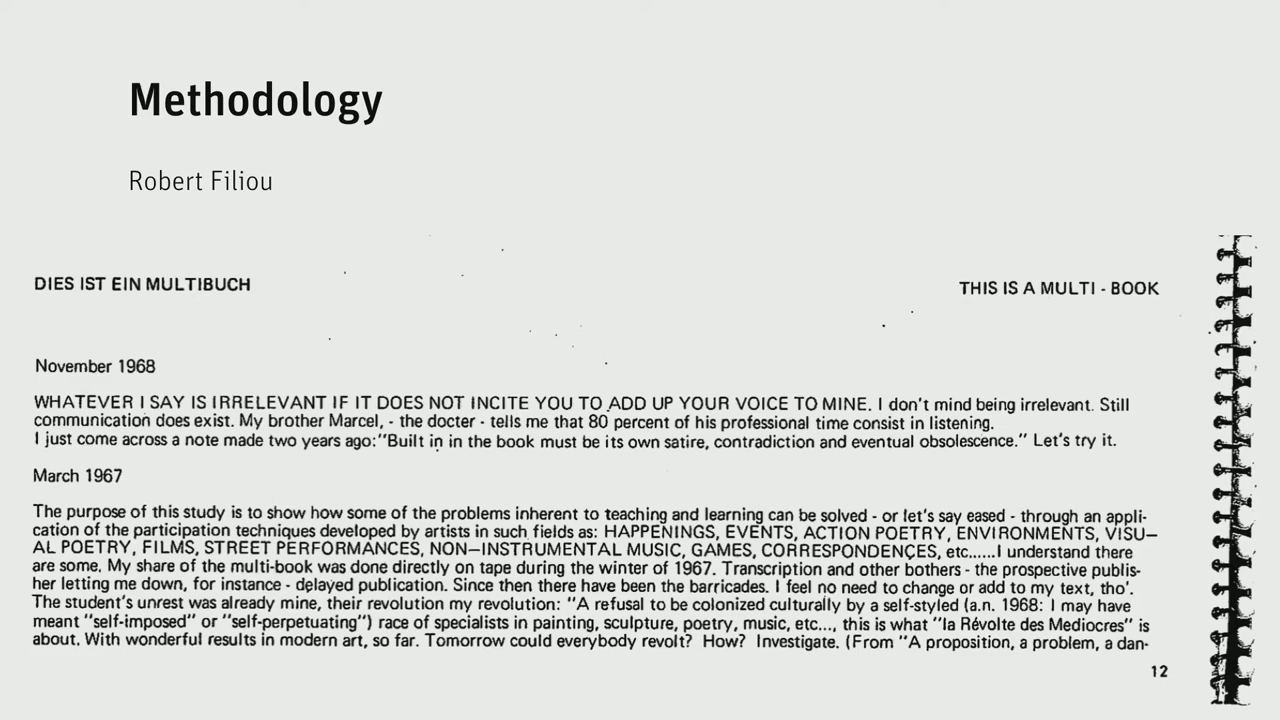 Methodology
Robert Filiou
DIES IST EIN MULTIBUCH
THIS IS A MULTI - BOOK
November 1968
WHATEVER I SAY IS IRRELEVANT IF IT DOES NOT INCITE YOU TO ADD UP YOUR VOICE TO MINE. I don't mind being irrelevant. Still
communication does exist. My brother Marcel, - the docter - tells me that 80 percent of his professional time consist in listening.
I just come across a note made two years ago:"Built in in the book must be its own satire, contradiction and eventual obsolescence." Let's try it.
March 1967
The purpose of this study is to show how some of the problems inherent to teaching and learning can be solved - or let's say eased - through an appli-
cation of the participation techniques developed by artists in such fields as: HAPPENINGS, EVENTS, ACTION POETRY, ENVIRONMENTS, VISU-
AL POETRY, FILMS, STREET PERFORMANCES, NON-INSTRUMENTAL MUSIC, GAMES, CORRESPONDENCES, etc......I understand there
are some. My share of the multi-book was done directly on tape during the winter of 1967. Transcription and other bothers - the prospective publis-
her letting me down, for instance - delayed publication. Since then there have been the barricades. I feel no need to change or add to my text, tho'.
The student's unrest was already mine, their revolution my revolution: "A refusal to be colonized culturally by a self-styled (a.n. 1968: I may have
meant "self-imposed" or "self-perpetuating") race of specialists in painting, sculpture, poetry, music, etc..., this is what "la Révolte des Mediocres" is
about. With wonderful results in modern art, so far. Tomorrow could everybody revolt? How? Investigate. (From "A proposition, a problem, a dan-
12